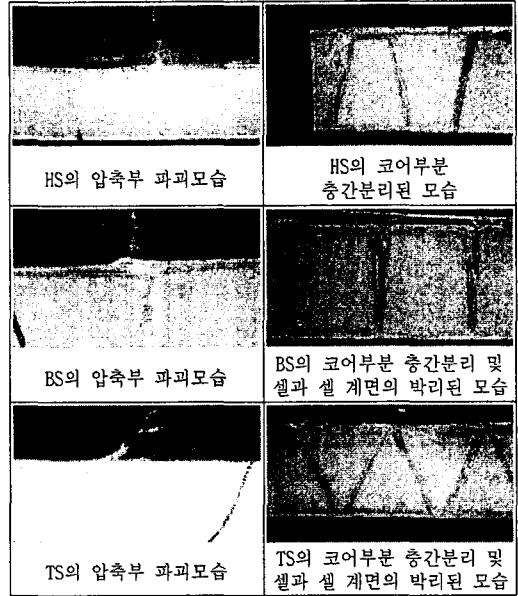 HS의 압축부 파괴모습
HS의 코어부분
층간분리된 모습
BS의 압축부 파괴모습
BS의 코어부분 층간분리 및
셀과 셀 계면의 박리된 모습
TS의 압축부 파괴모습
TS의 코어부분 층간분리 및
셀과 셀 계면의 박리된 모습